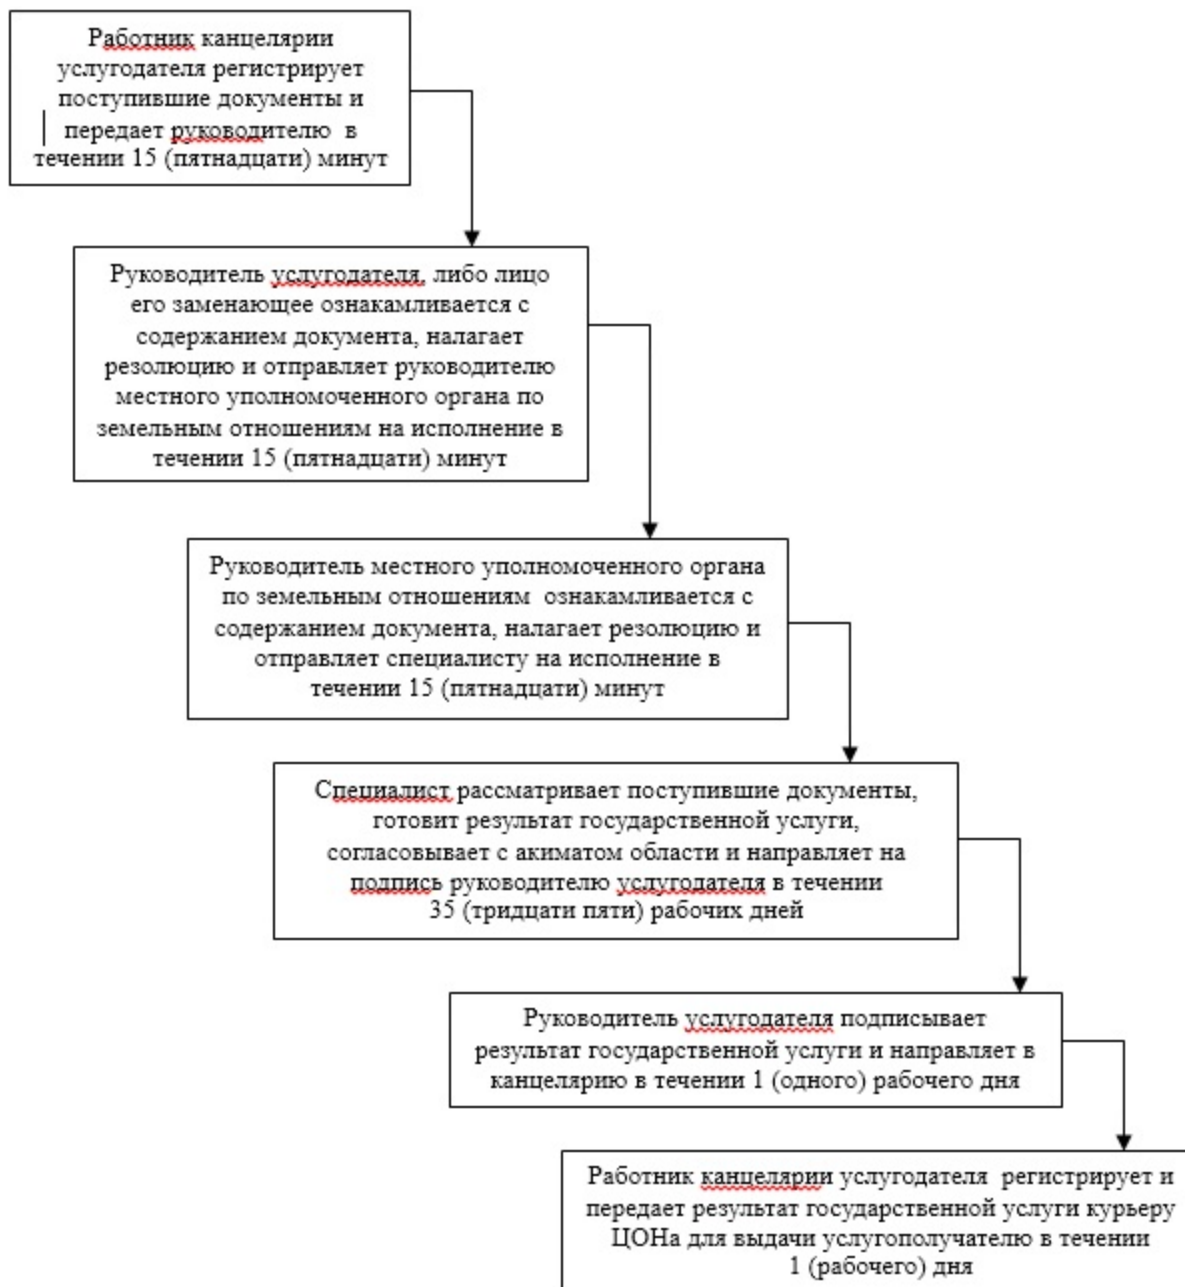 Работник канцелярии
услугодателя регистрирует
поступившие документы и
передает руководителю в
течении 15 (пятнадцати) минут
Руководитель услугодателя, либо лицо
его заменающее ознакамливается с
содержанием документа, налагает
резолюцию и отправляет руководителю
местного уполномоченного органа по
земельным отношениям на исполнение в
течении 15 (пятнадцати) минут
Руководитель местного уполномоченного органа
по земельным отношениям ознакамливается с
содержанием документа, налагает резолюцию и
отправляет специалисту на исполнение в
течении 15 (пятнадцати) минут
Специалист рассматривает поступившие документы,
готовит результат государственной услуги,
согласовывает с акиматом области и направляет на
подпись руководителю услугодателя в течении
35 (тридцати пяти) рабочих дней
Руководитель услугодателя подписывает
результат государственной услуги и направляет в
канцелярию в течении 1 (одного) рабочего дня
Работник канцелярии услугодателя регистрирует и
передает результат государственной услуги курьеру
ЦОНа для выдачи услугополучателю в течении
1 (рабочего) дня